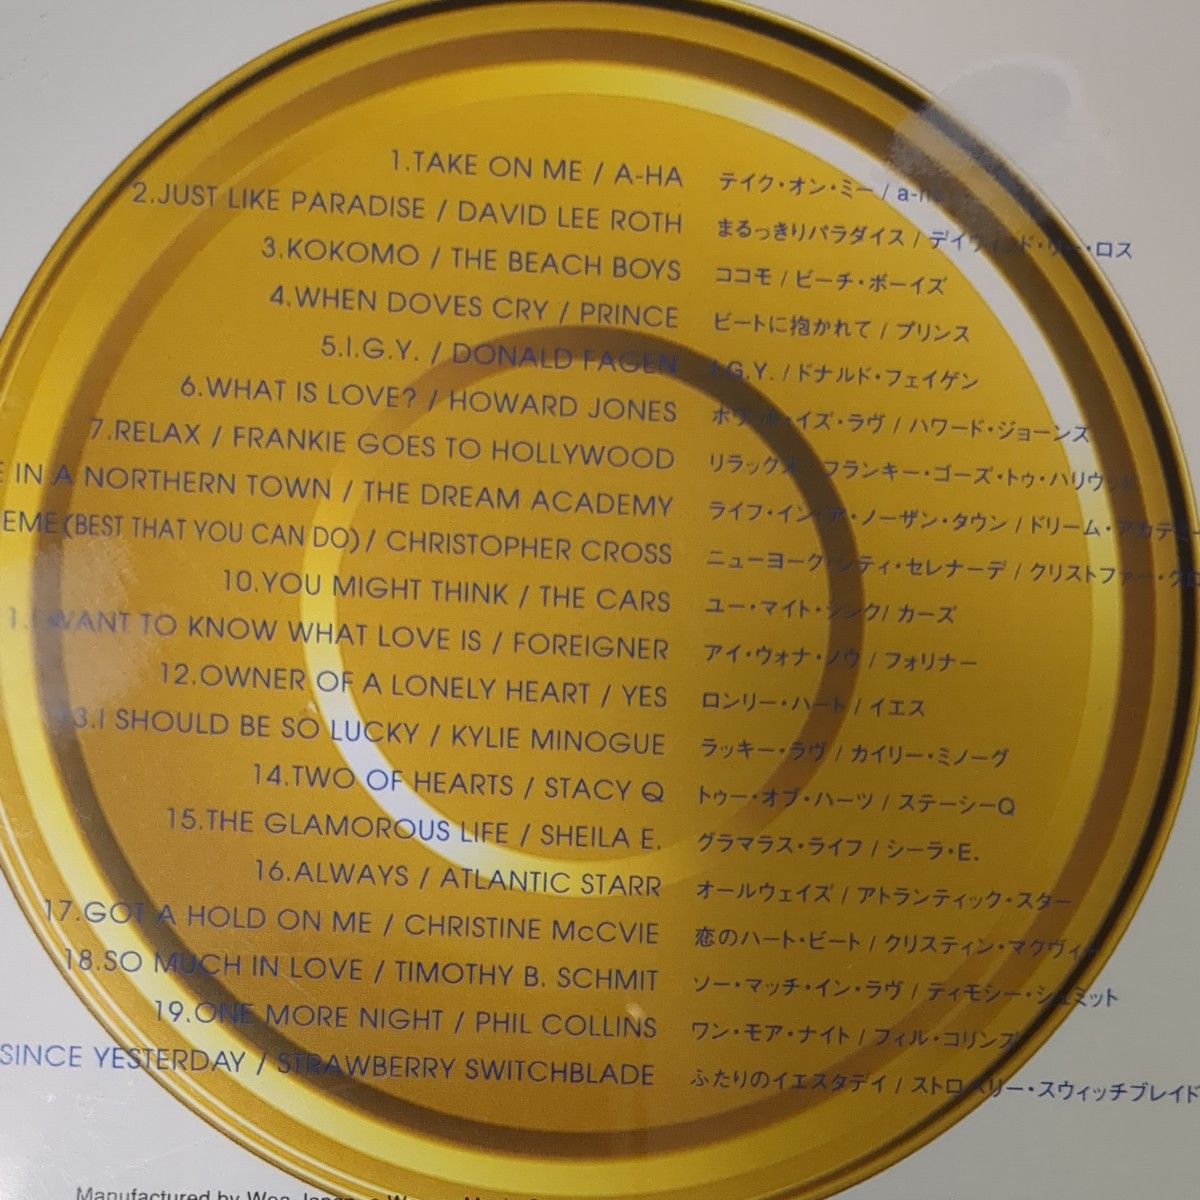 1.TAKE ON ME / A-HA テイク・オン・ミー / a-ha
2.JUST LIKE PARADISE / DAVID LEE ROTH まるっきりパラダイス / デイヴィッド・リー・ロス
3.KOKOMO / THE BEACH BOYS ココモ / ビーチ・ボーイズ
4.WHEN DOVES CRY / PRINCE ビートに抱かれて / プリンス
5.I.G.Y. / DONALD FAGEN I.G.Y. / ドナルド・フェイゲン
6.WHAT IS LOVE? / HOWARD JONES ホワット・イズ・ラヴ / ハワード・ジョーンズ
7.RELAX / FRANKIE GOES TO HOLLYWOOD リラックス / フランキー・ゴーズ・トゥ・ハリウッド
E IN A NORTHERN TOWN / THE DREAM ACADEMY ライフ・イン・ア・ノーザン・タウン / ドリーム・アカデミー
EME (BEST THAT YOU CAN DO) / CHRISTOPHER CROSS ニューヨーク・シティ・セレナーデ / クリストファー・クロ
10.YOU MIGHT THINK / THE CARS ユー・マイト・シンク / カーズ
1.I WANT TO KNOW WHAT LOVE IS / FOREIGNER アイ・ウォナ・ノウ / フォリナー
12.OWNER OF A LONELY HEART / YES ロンリー・ハート / イエス
3.I SHOULD BE SO LUCKY / KYLIE MINOGUE ラッキー・ラヴ / カイリー・ミノーグ
14.TWO OF HEARTS / STACY Q トゥー・オブ・ハーツ / ステーシーQ
15.THE GLAMOROUS LIFE / SHEILA E. グラマラス・ライフ / シーラ・E.
16.ALWAYS / ATLANTIC STARR オールウェイズ / アトランティック・スター
17.GOT A HOLD ON ME / CHRISTINE McCVIE 恋のハート・ビート / クリスティン・マクヴィー
18.SO MUCH IN LOVE / TIMOTHY B. SCHMIT ソー・マッチ・イン・ラヴ / ティモシー・シュミット
19.ONE MORE NIGHT / PHIL COLLINS ワン・モア・ナイト / フィル・コリンズ
SINCE YESTERDAY / STRAWBERRY SWITCHBLADE ふたりのイエスタデイ / ストロベリー・スウィッチブレイド
Manufactured by